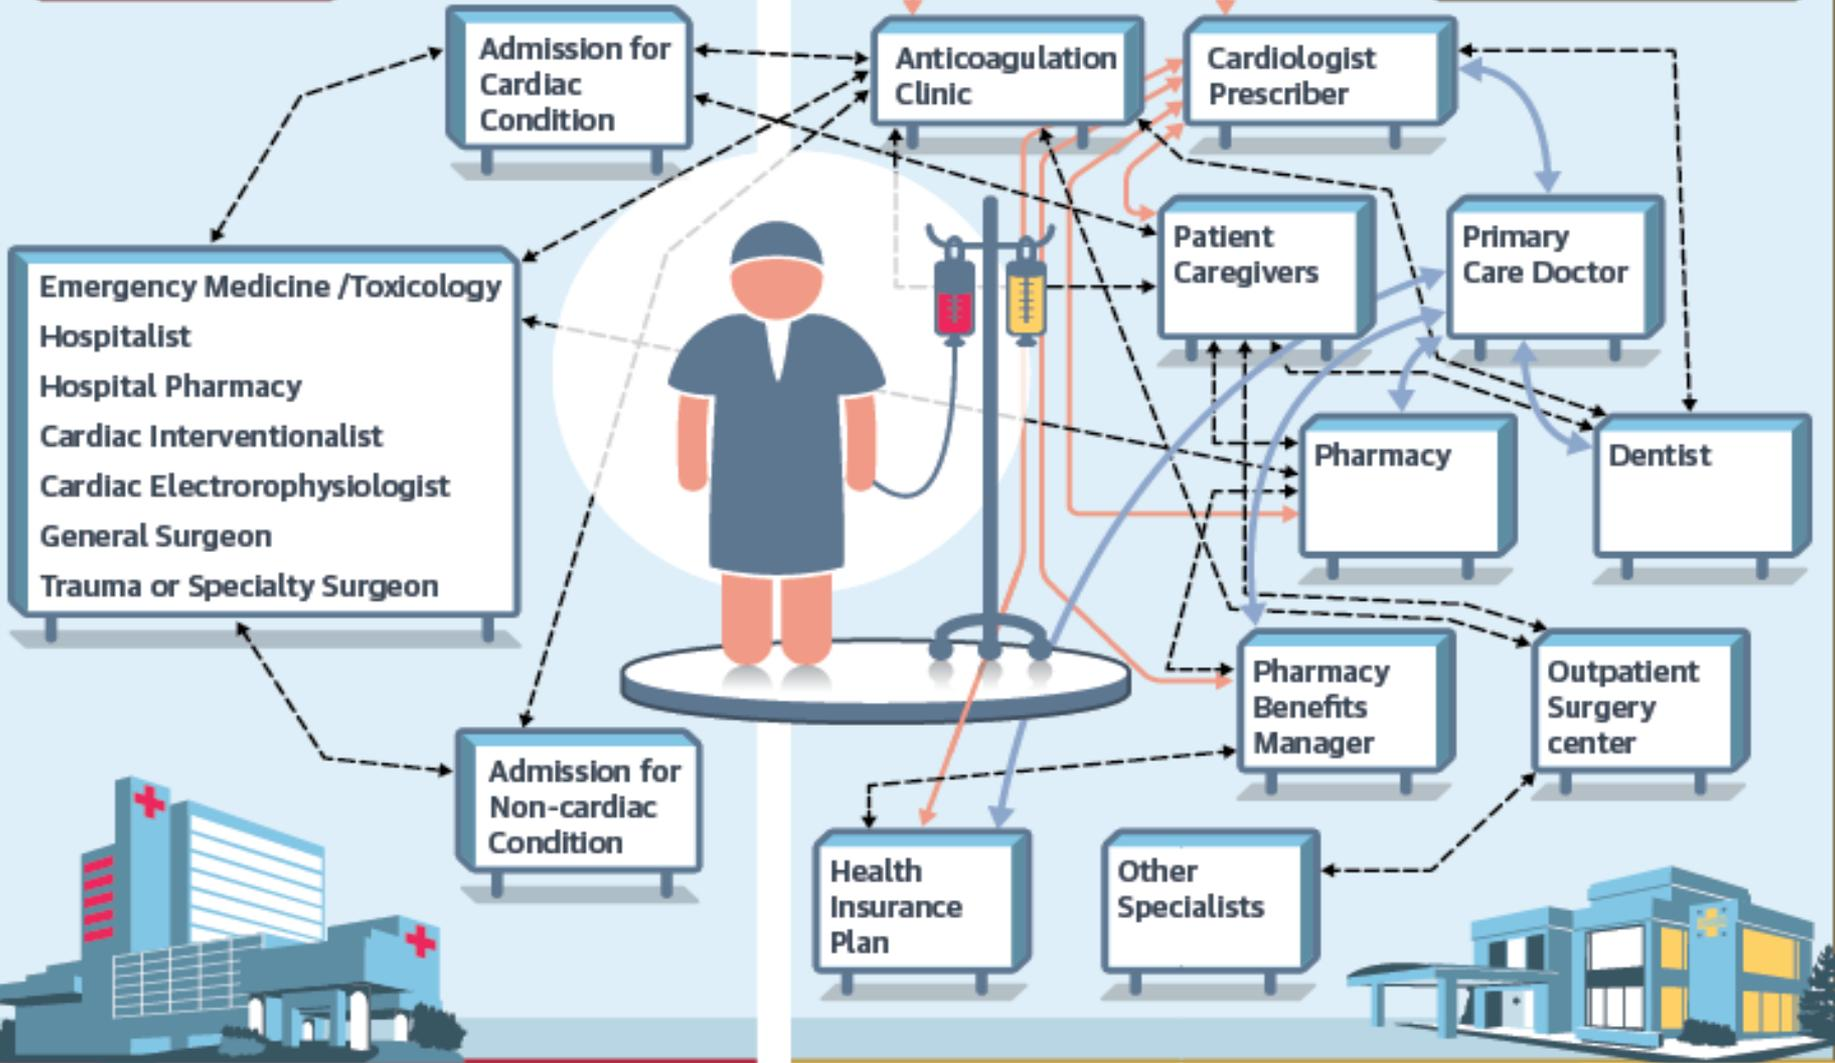 Admission for
Cardiac
Condition
Anticoagulation
Clinic
Cardiologist
Prescriber
Patient
Caregivers
Primary
Care Doctor
Emergency Medicine /Toxicology
Hospitalist
Hospital Pharmacy
Cardiac Interventionalist
Cardiac Electrorophysiologist
General Surgeon
Trauma or Specialty Surgeon
Pharmacy
Dentist
Pharmacy
Benefits
Manager
Outpatient
Surgery
center
Admission for
Non-cardiac
Condition
Health
Insurance
Plan
Other
Specialists